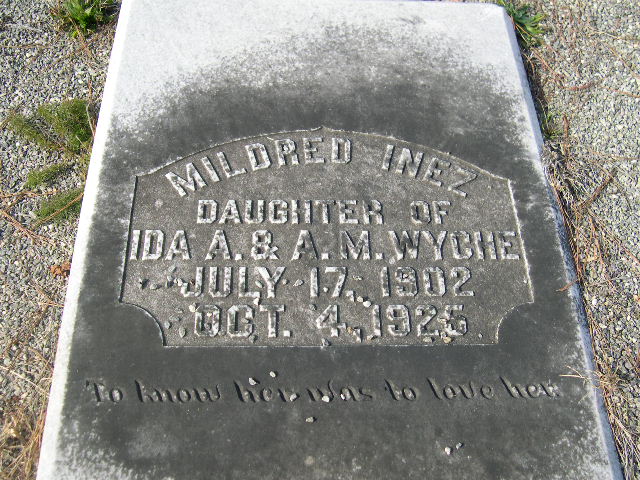 MILDRED INEZ
DAUGHTER OF
IDA A. & A. M. WYCHE
JULY 17. 1902
OCT. 4, 1925
To know her was to love her.